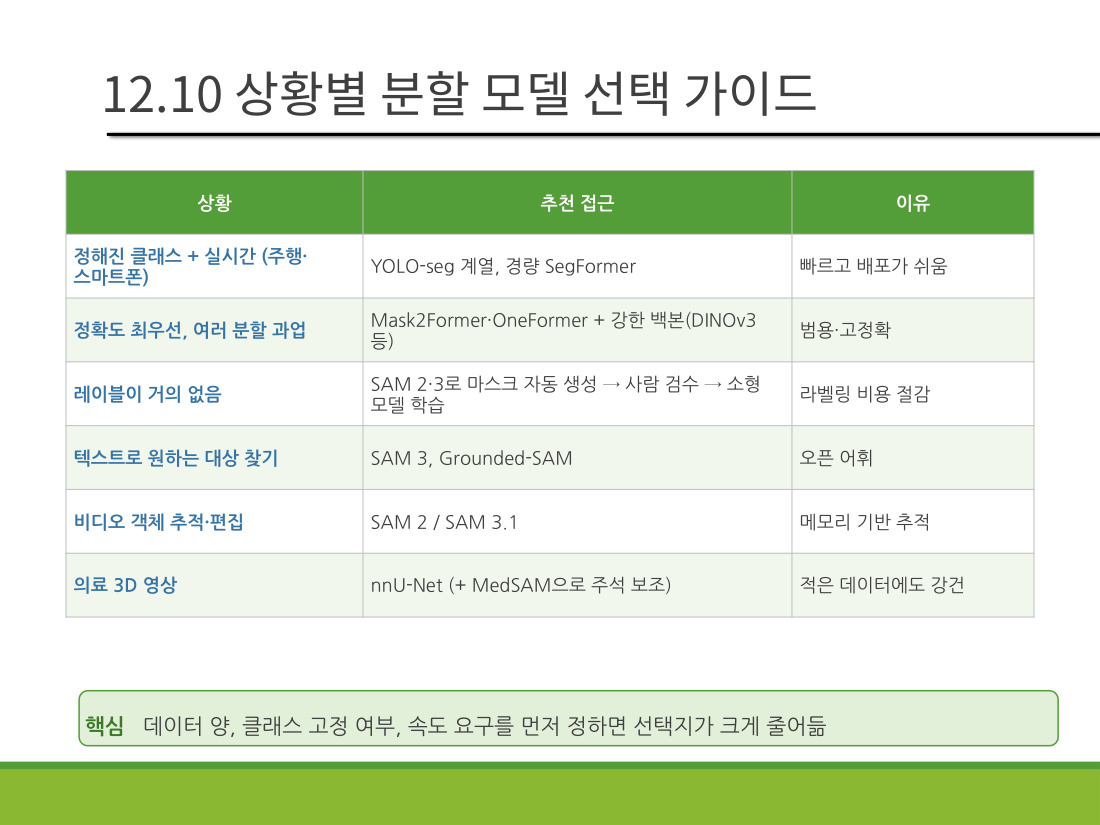 12.10 상황별 분할 모델 선택 가이드
상황
추천 접근
이유
정해진 클래스 + 실시간 (주행·
스마트폰)
YOLO-seg 계열, 경량 SegFormer
빠르고 배포가 쉬움
정확도 최우선, 여러 분할 과업
Mask2Former·OneFormer + 강한 백본(DINOv3
등)
범용·고정확
레이블이 거의 없음
SAM 2·3로 마스크 자동 생성 → 사람 검수 → 소형
모델 학습
라벨링 비용 절감
텍스트로 원하는 대상 찾기
SAM 3, Grounded-SAM
오픈 어휘
비디오 객체 추적·편집
SAM 2 / SAM 3.1
메모리 기반 추적
의료 3D 영상
nnU-Net (+ MedSAM으로 주석 보조)
적은 데이터에도 강건
핵심 데이터 양, 클래스 고정 여부, 속도 요구를 먼저 정하면 선택지가 크게 줄어듦